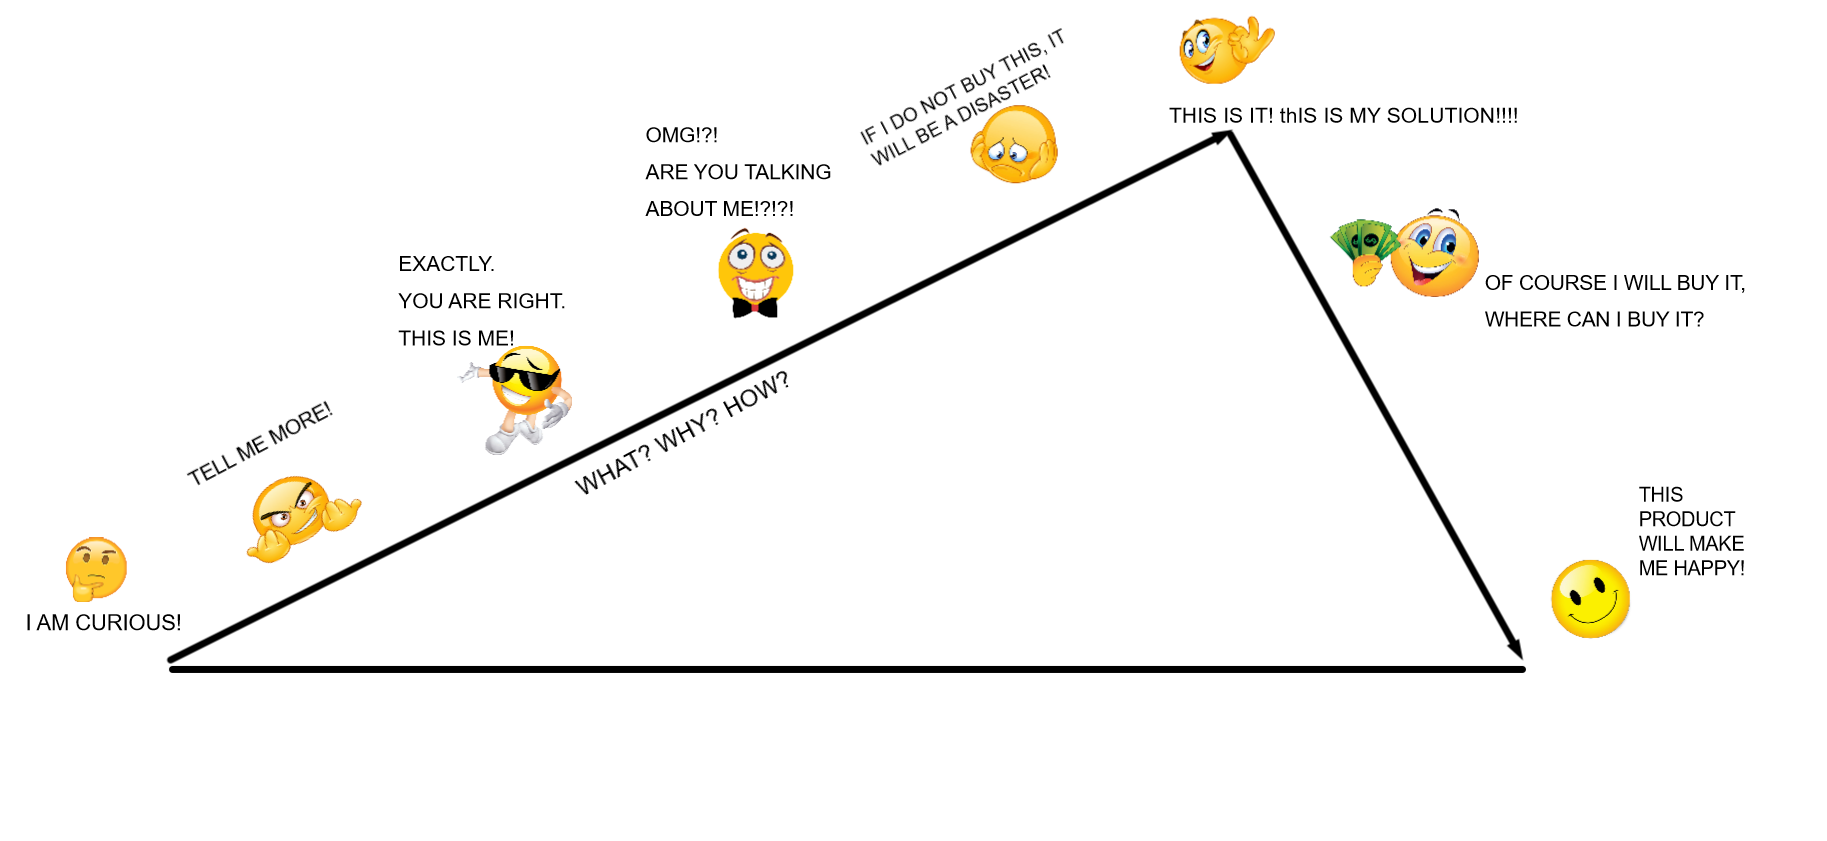 I AM CURIOUS!
TELL ME MORE!
EXACTLY.
YOU ARE RIGHT.
THIS IS ME!
OMG!?!
ARE YOU TALKING
ABOUT ME!?!?!
WHAT? WHY? HOW?
IF I DO NOT BUY THIS, IT
WILL BE A DISASTER!
THIS IS IT! thIS IS MY SOLUTION!!!!
OF COURSE I WILL BUY IT,
WHERE CAN I BUY IT?
THIS
PRODUCT
WILL MAKE
ME HAPPY!